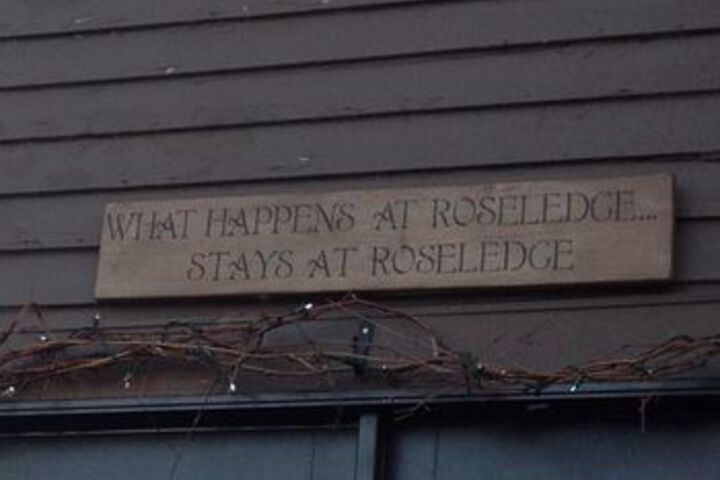 WHAT HAPPENS AT ROSELEDGE...
STAYS AT ROSELEDGE